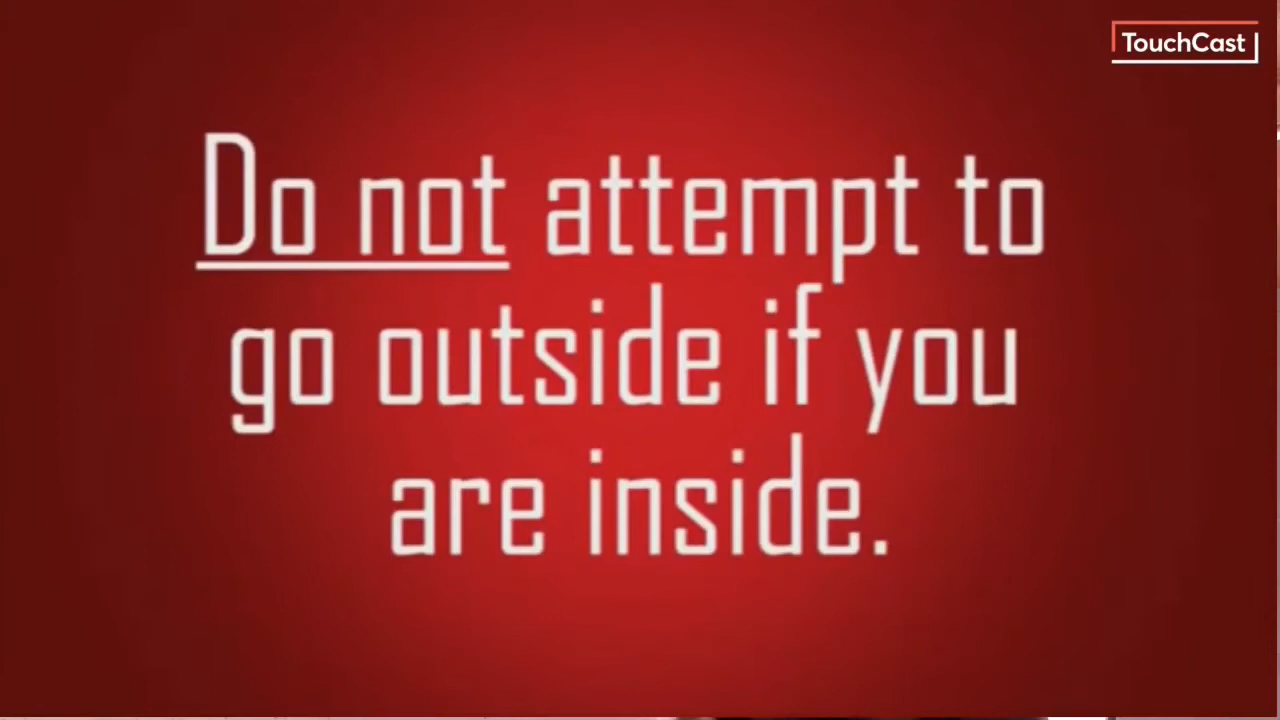 TouchCast
Do not attempt to
go outside if you
are inside.